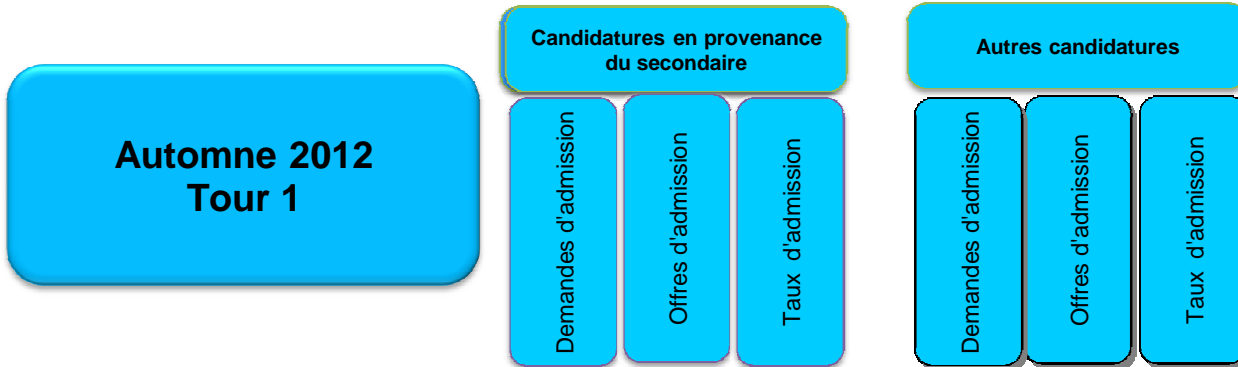 Automne 2012
Tour 1
Candidatures en provenance
du secondaire
Demandes d'admission
Offres d'admission
Taux d'admission
Autres candidatures
Demandes d'admission
Offres d'admission
Taux d'admission